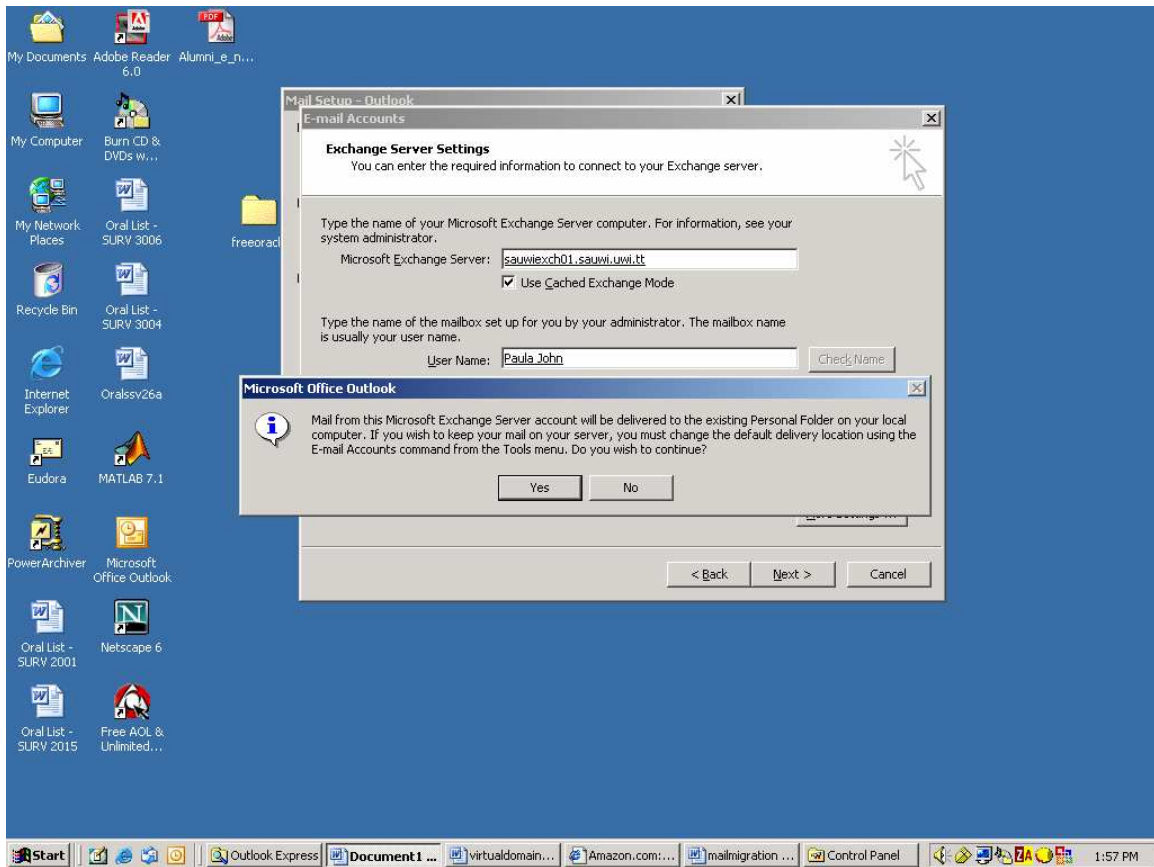 My Documents
Adobe Reader
6.0
Alumni_e_n...
My Computer
Burn CD &
DVDs w...
My Network
Places
Oral List -
SURV 3006
freeoracl
Recycle Bin
Oral List -
SURV 3004
Internet
Explorer
Oralssv26a
Eudora
MATLAB 7.1
PowerArchiver
Microsoft
Office Outlook
Oral List -
SURV 2001
Netscape 6
Oral List -
SURV 2015
Free AOL &
Unlimited...
Mail Setup - Outlook
E-mail Accounts
Exchange Server Settings
You can enter the required information to connect to your Exchange server.
Type the name of your Microsoft Exchange Server computer. For information, see your
system administrator.
Microsoft Exchange Server: sauwiexch01.sauwi.uwi.tt
Use Cached Exchange Mode
Type the name of the mailbox set up for you by your administrator. The mailbox name
is usually your user name.
User Name: Paula John Check Name
Microsoft Office Outlook
Mail from this Microsoft Exchange Server account will be delivered to the existing Personal Folder on your local
computer. If you wish to keep your mail on your server, you must change the default delivery location using the
E-mail Accounts command from the Tools menu. Do you wish to continue?
Yes No
< Back Next > Cancel
Start Outlook Express Document1 ... virtualdomain... Amazon.com:... mailmigration ... Control Panel 1:57 PM